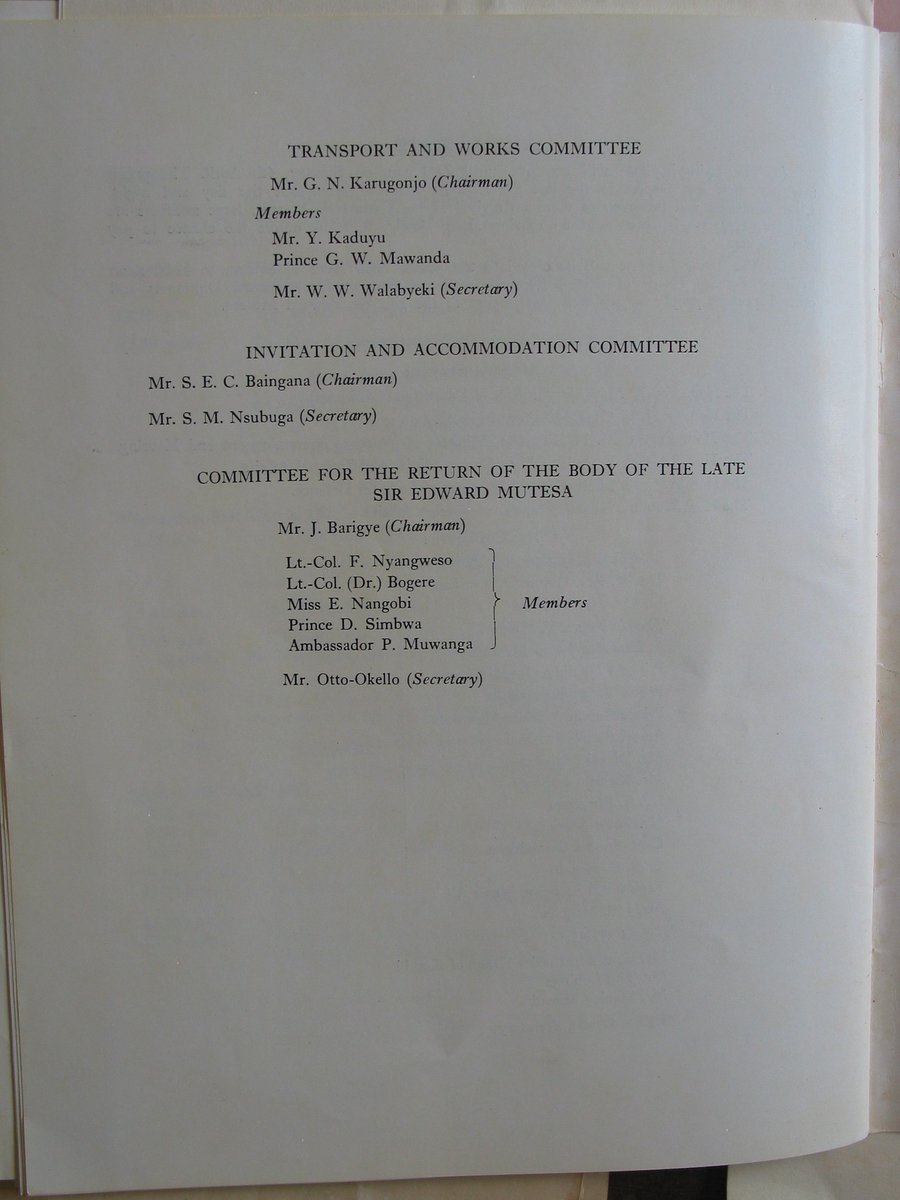 TRANSPORT AND WORKS COMMITTEE
Mr. G. N. Karugonjo (Chairman)
Members
Mr. Y. Kaduyu
Prince G. W. Mawanda
Mr. W. W. Walabyeki (Secretary)
INVITATION AND ACCOMMODATION COMMITTEE
Mr. S. E. C. Baingana (Chairman)
Mr. S. M. Nsubuga (Secretary)
COMMITTEE FOR THE RETURN OF THE BODY OF THE LATE
SIR EDWARD MUTESA
Mr. J. Barigye (Chairman)
Lt.-Col. F. Nyangweso
Lt.-Col. (Dr.) Bogere
Miss E. Nangobi
Prince D. Simbwa
Ambassador P. Muwanga
Members
Mr. Otto-Okello (Secretary)